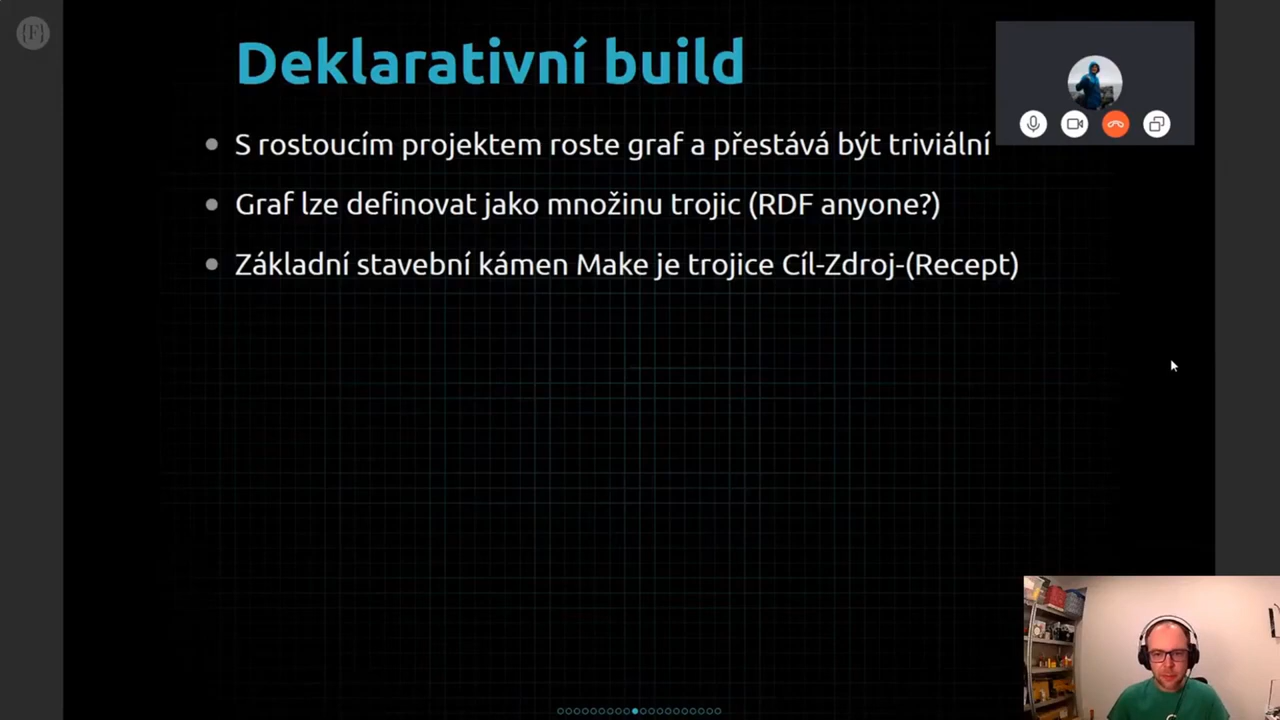 {F}
Deklarativní build
S rostoucím projektem roste graf a přestává být triviální
Graf lze definovat jako množinu trojic (RDF anyone?)
Základní stavební kámen Make je trojice Cíl-Zdroj-(Recept)